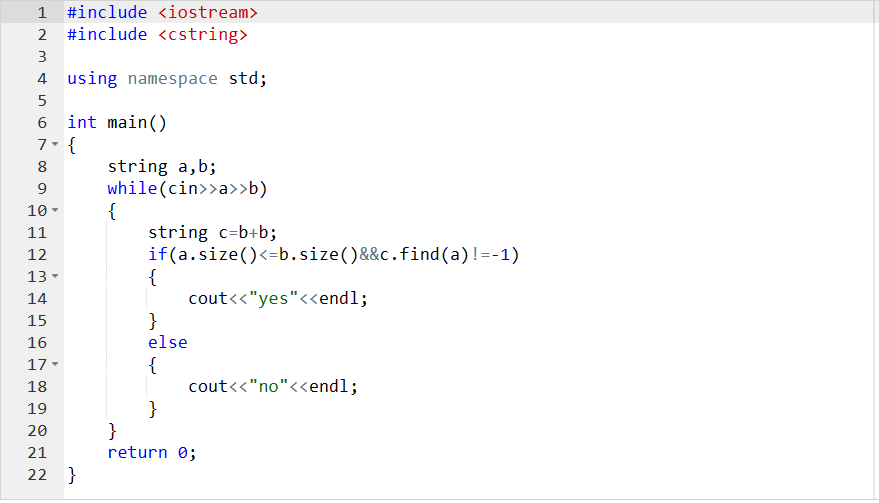 1 #include <iostream>
2 #include <cstring>
3
4 using namespace std;
5
6 int main()
7 {
8     string a,b;
9     while(cin>>a>>b)
10     {
11         string c=b+b;
12         if(a.size()<=b.size()&&c.find(a)!=-1)
13         {
14             cout<<"yes"<<endl;
15         }
16         else
17         {
18             cout<<"no"<<endl;
19         }
20     }
21     return 0;
22 }